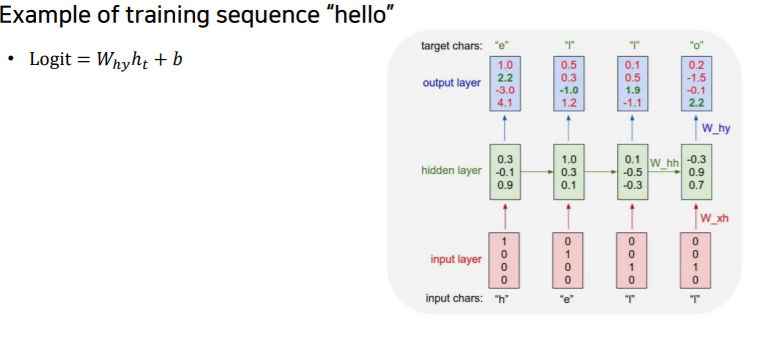 Example of training sequence “hello”
• Logit = W_{hy}h_t + b
target chars: "e" "l" "l" "o"
output layer
1.0 0.5 0.1 0.2
2.2 0.3 0.5 -1.5
-3.0 -1.0 1.9 -0.1
4.1 1.2 -1.1 2.2
W_hy
hidden layer
0.3 1.0 0.1 -0.3
-0.1 0.3 -0.5 0.9
0.9 0.1 -0.3 0.7
W_hh
W_xh
input layer
1 0 0 0
0 1 0 0
0 0 1 1
0 0 0 0
input chars: "h" "e" "l" "l"